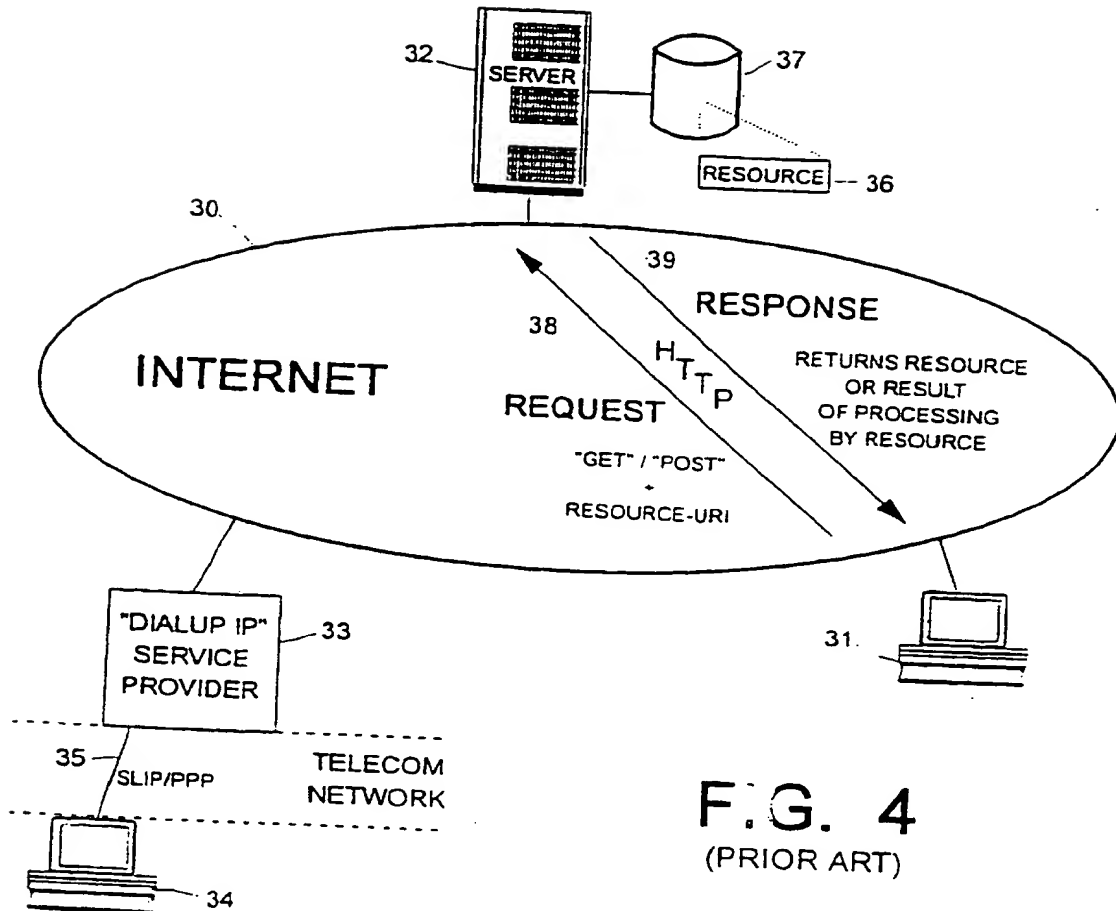 32
SERVER
37
RESOURCE
36
30
39
RESPONSE
38
HTTP
INTERNET
RETURNS RESOURCE
OR RESULT
OF PROCESSING
BY RESOURCE
REQUEST
"GET" / "POST"
+
RESOURCE-URI
"DIALUP IP"
SERVICE
PROVIDER
33
31
35
SLIP/PPP
TELECOM
NETWORK
34
F.G. 4
(PRIOR ART)